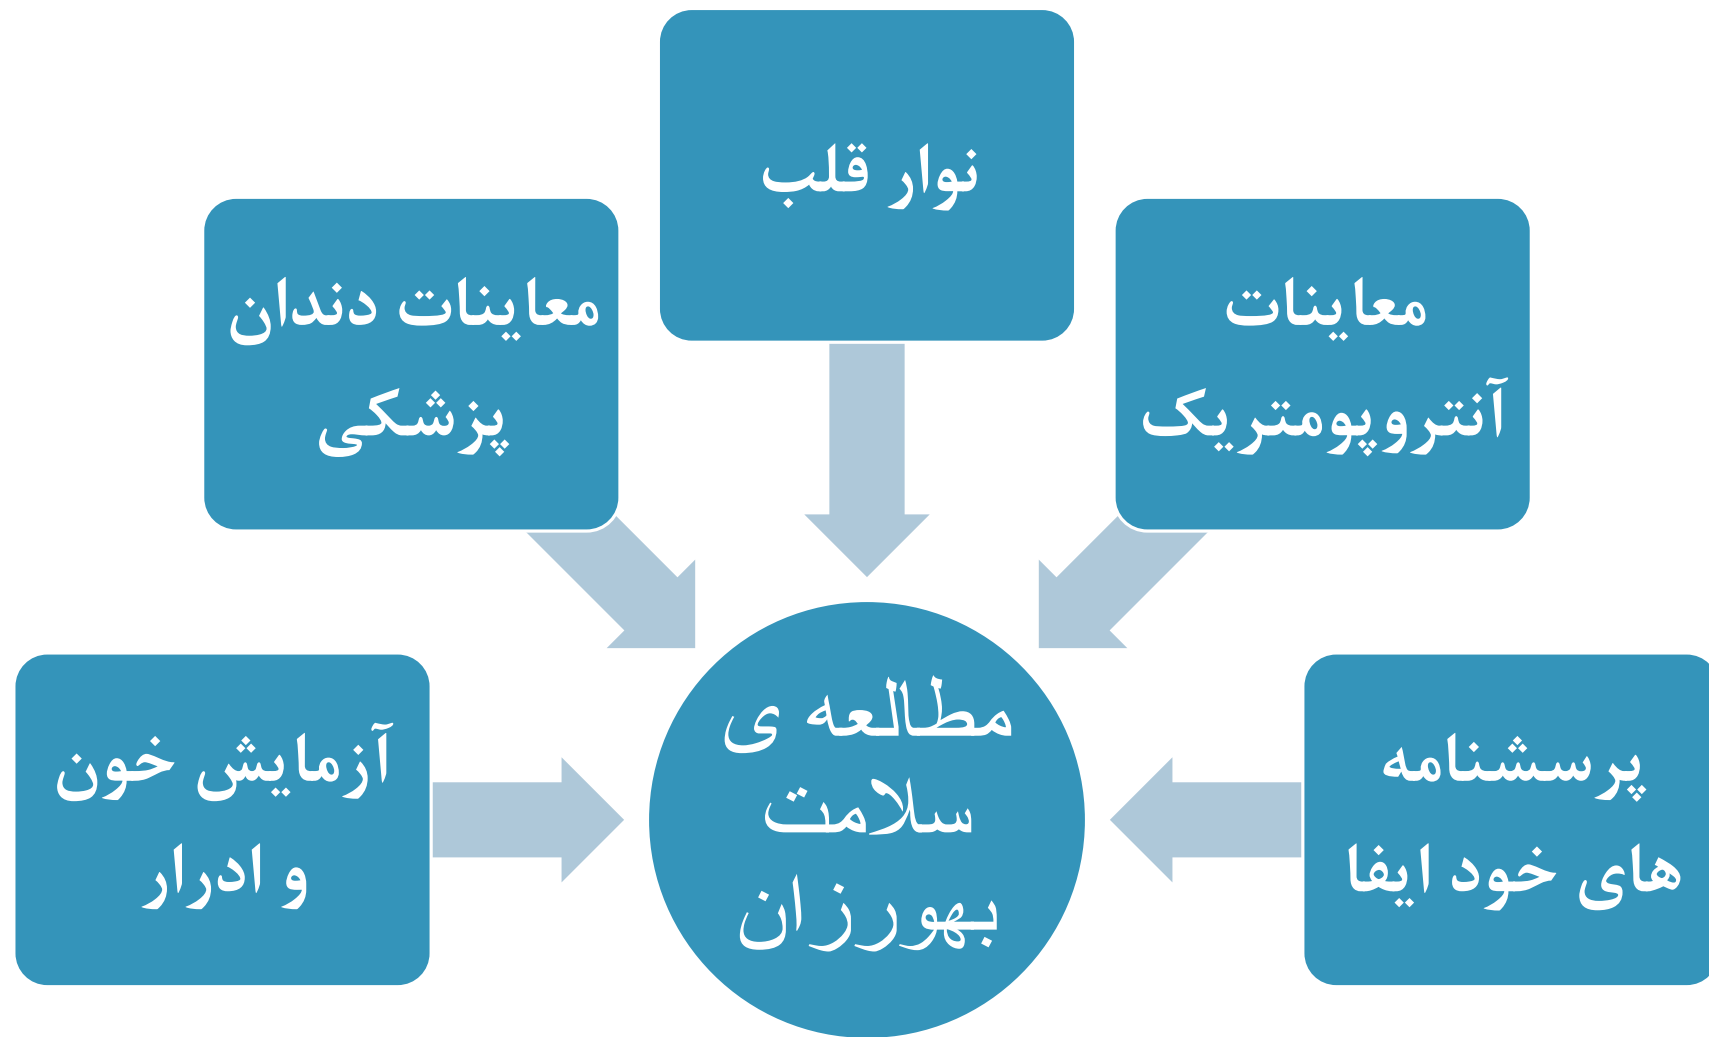 نوار قلب
معاینات
آنتروپومتریک
معاینات دندان
پزشکی
پرسشنامه
های خود ایفا
مطالعه ی
سلامت
بهورزان
آزمایش خون
و ادرار